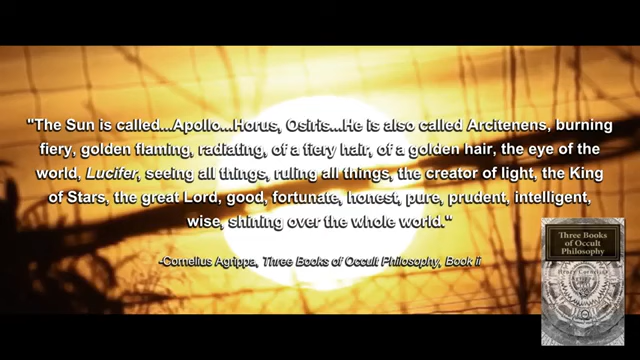 "The Sun is called...Apollo...Horus, Osiris...He is also called Arcitenens, burning
fiery, golden flaming, radiating, of a fiery hair, of a golden hair, the eye of the
world, Lucifer, seeing all things, ruling all things, the creator of light, the King
of Stars, the great Lord, good, fortunate, honest, pure, prudent, intelligent,
wise, shining over the whole world."
-Cornelius Agrippa, Three Books of Occult Philosophy, Book ii
Three Books
of Occult
Philosophy